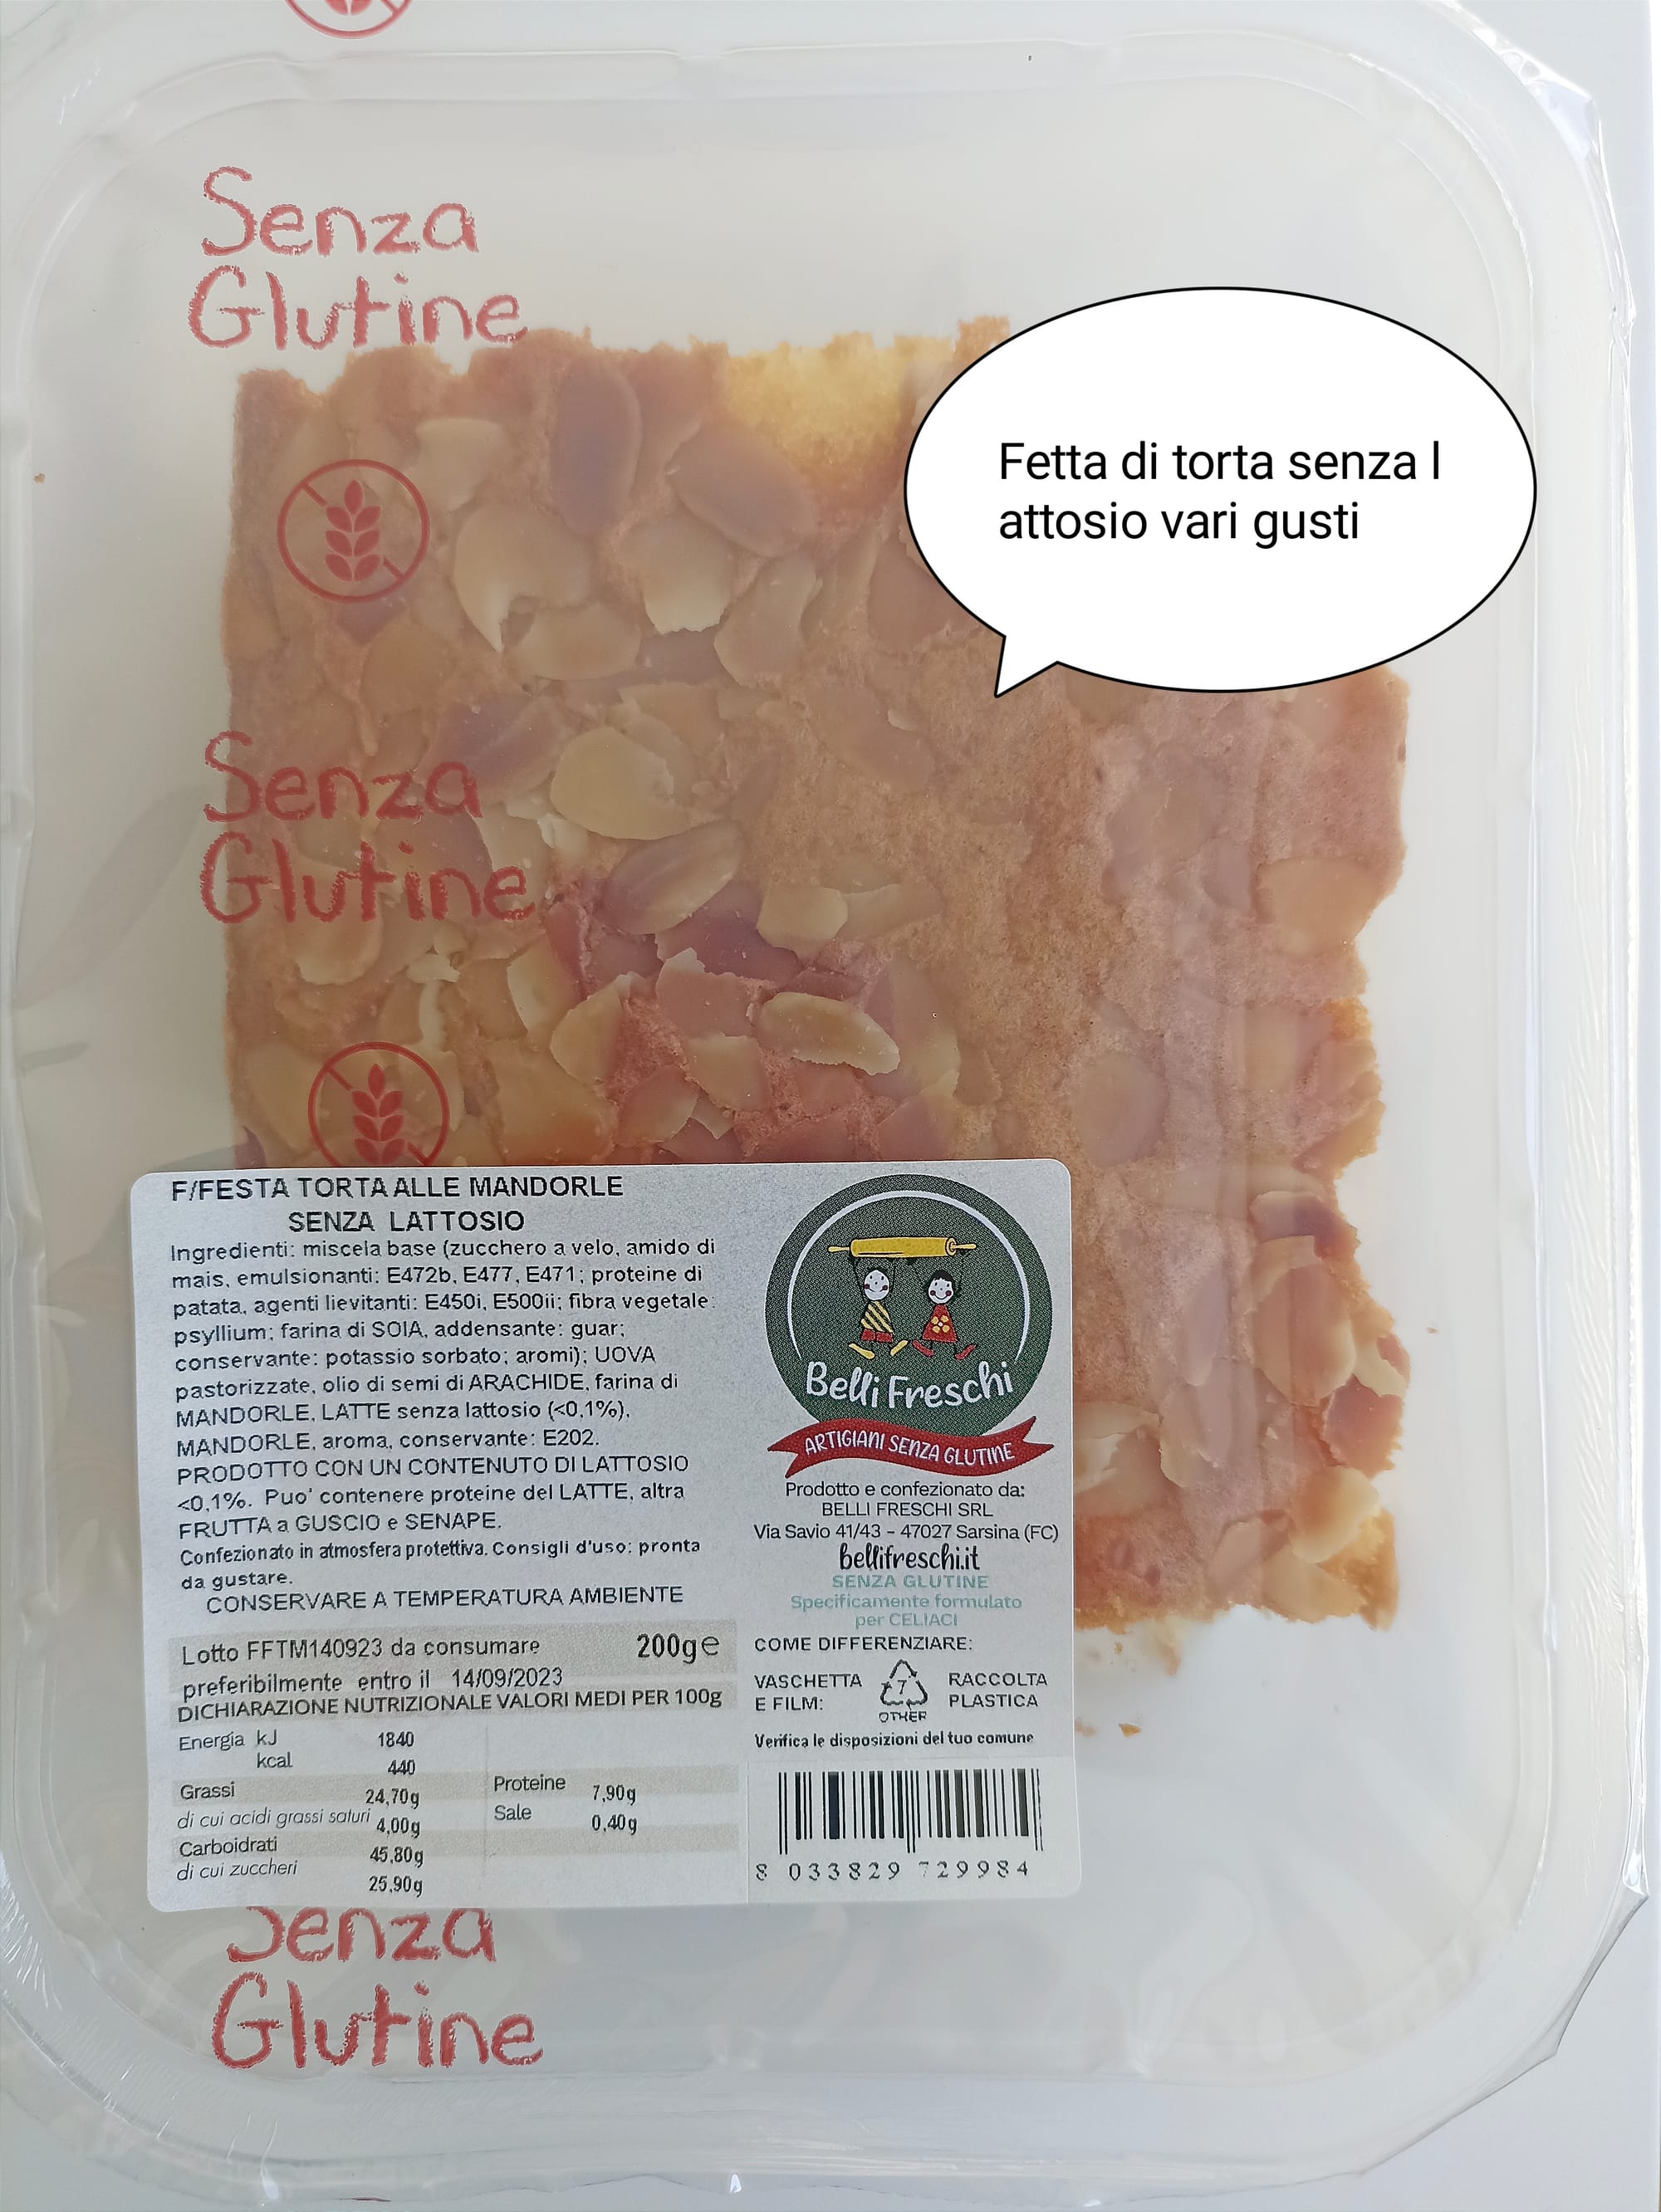 Senza
Glutine
Fetta di torta senza l
attosio vari gusti
Senza
Glutine
F/FESTA TORTA ALLE MANDORLE
SENZA LATTOSIO
Ingredienti: miscela base (zucchero a velo, amido di
mais, emulsionanti: E472b, E477, E471; proteine di
patata, agenti lievitanti: E450i, E500ii; fibra vegetale:
psyllium; farina di SOIA, addensante: guar;
conservante: potassio sorbato; aromi); UOVA
pastorizzate, olio di semi di ARACHIDE, farina di
MANDORLE, LATTE senza lattosio (<0,1%),
MANDORLE, aroma, conservante: E202.
PRODOTTO CON UN CONTENUTO DI LATTOSIO
<0,1%. Puo' contenere proteine del LATTE, altra
FRUTTA a GUSCIO e SENAPE.
Confezionato in atmosfera protettiva. Consigli d'uso: pronta
da gustare.
CONSERVARE A TEMPERATURA AMBIENTE
Lotto FFTM140923 da consumare 200g e
preferibilmente entro il 14/09/2023
DICHIARAZIONE NUTRIZIONALE VALORI MEDI PER 100g
Energia kJ 1840
kcal 440
Grassi 24,70g
di cui acidi grassi saturi 4,00g
Carboidrati 45,80g
di cui zuccheri 25,90g
Proteine 7,90g
Sale 0,40g
Belli Freschi
ARTIGIANI SENZA GLUTINE
Prodotto e confezionato da:
BELLI FRESCHI SRL
Via Savio 41/43 - 47027 Sarsina (FC)
bellifreschi.it
SENZA GLUTINE
Specificamente formulato
per CELIACI
COME DIFFERENZIARE:
VASCHETTA
E FILM:
7
OTHER
RACCOLTA
PLASTICA
Verifica le disposizioni del tuo comune
8 033829 729984
Senza
Glutine